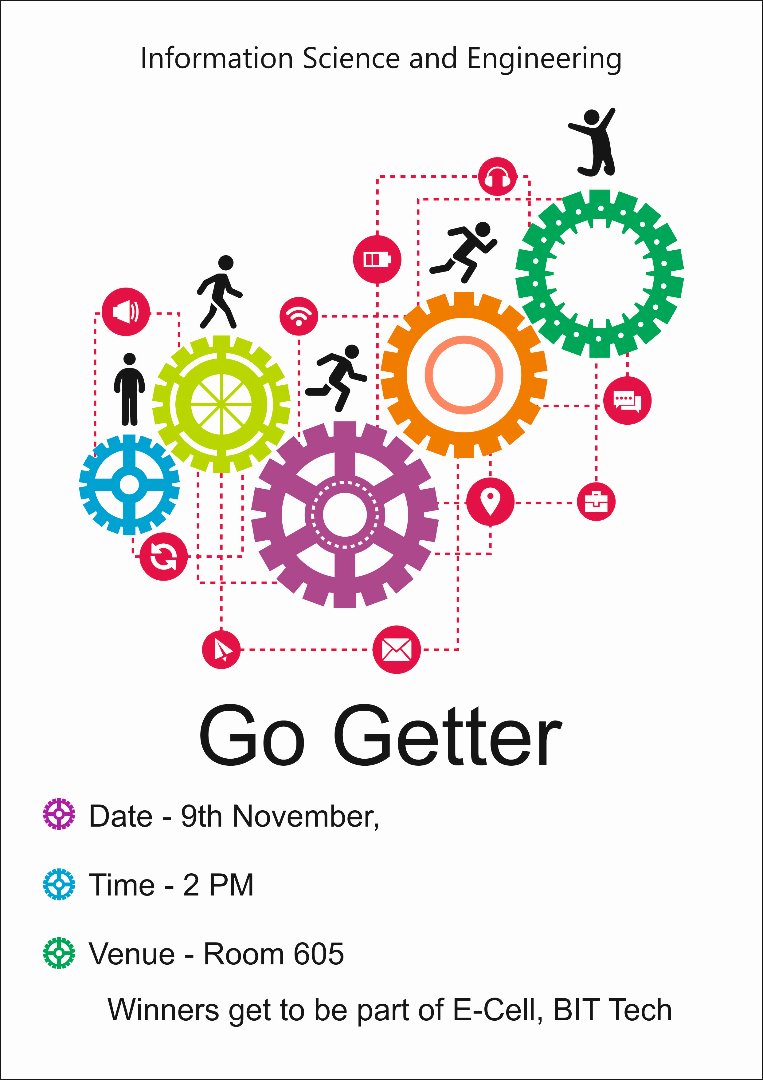 Information Science and Engineering
Go Getter
Date - 9th November,
Time - 2 PM
Venue - Room 605
Winners get to be part of E-Cell, BIT Tech